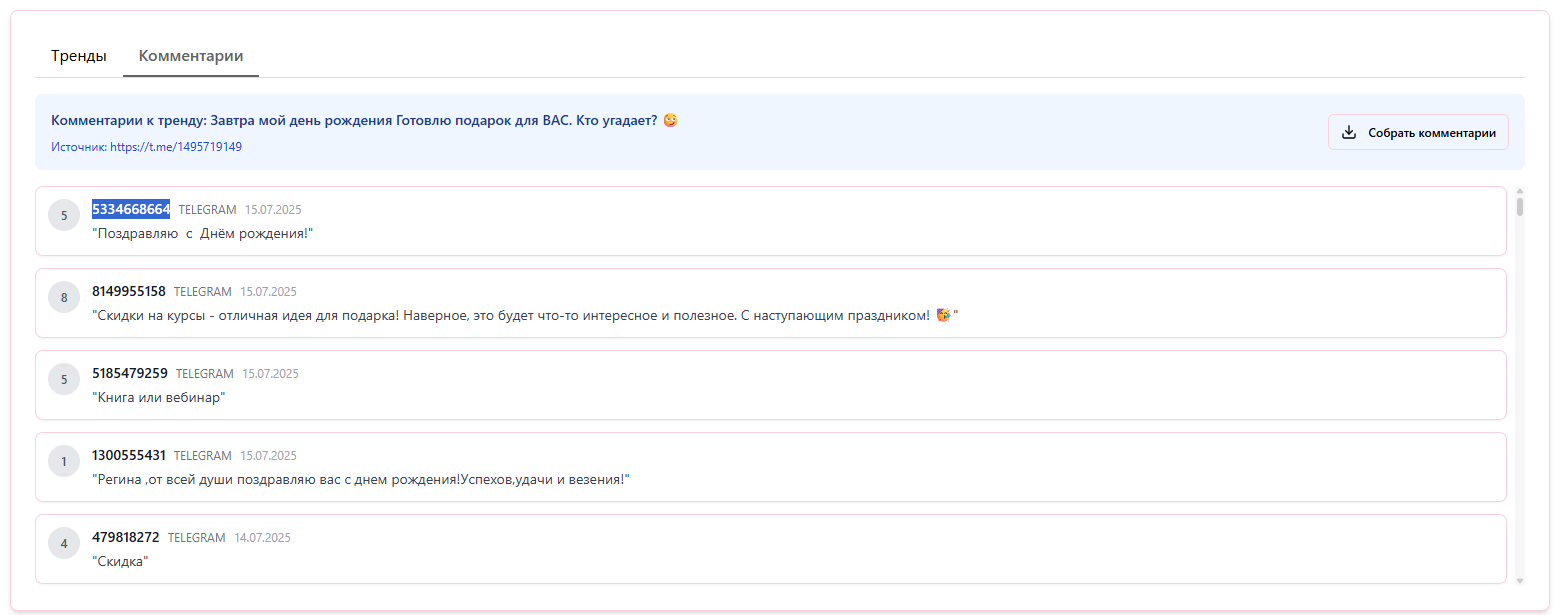 Тренды Комментарии
Комментарии к тренду: Завтра мой день рождения Готовлю подарок для ВАС. Кто угадает? 🤪
Источник: https://t.me/1495719149
Собрать комментарии
5 5334668664 TELEGRAM 15.07.2025
"Поздравляю с Днём рождения!"
8 8149955158 TELEGRAM 15.07.2025
"Скидки на курсы - отличная идея для подарка! Наверное, это будет что-то интересное и полезное. С наступающим праздником! 🥳"
5 5185479259 TELEGRAM 15.07.2025
"Книга или вебинар"
1 1300555431 TELEGRAM 15.07.2025
"Регина ,от всей души поздравляю вас с днем рождения!Успехов,удачи и везения!"
4 479818272 TELEGRAM 14.07.2025
"Скидка"